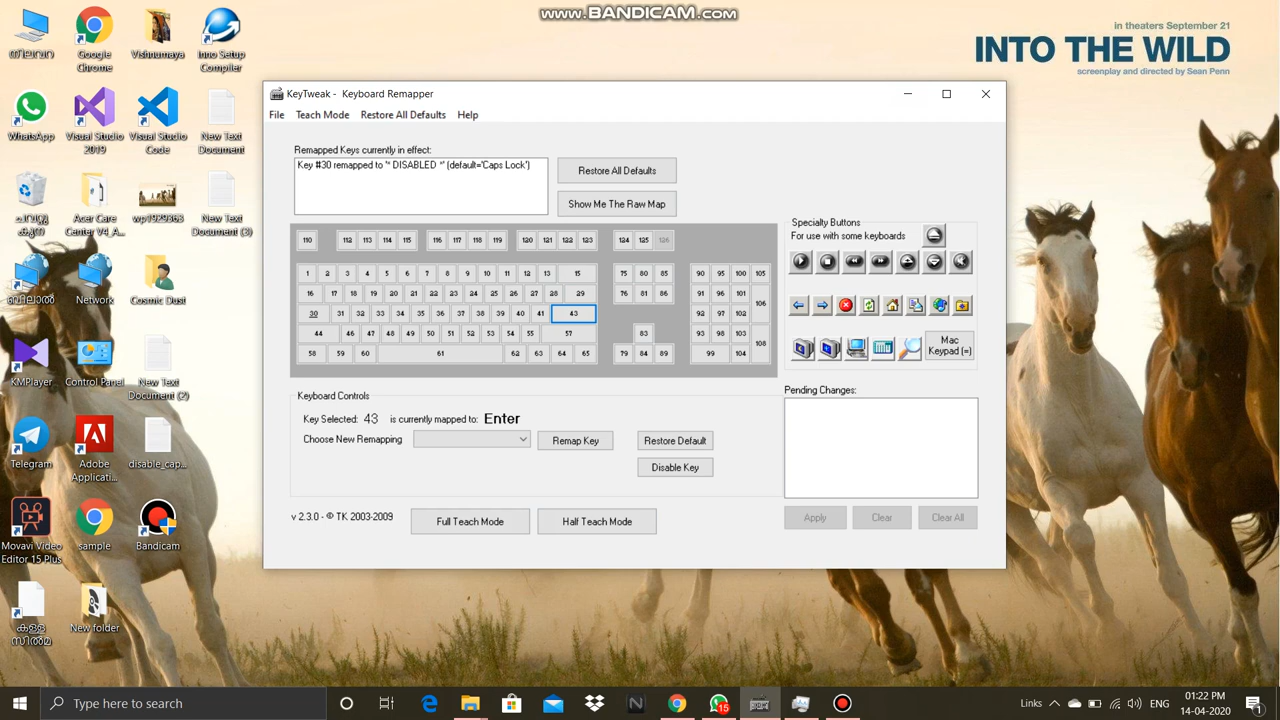 www.BANDICAM.com
in theaters September 21
INTO THE WILD
screenplay and directed by Sean Penn
Google
Chrome
Vishnumaya
Inno Setup
Compiler
WhatsApp
Visual Studio
2019
Visual Studio
Code
New Text
Document
Acer Care
Center V4_A...
wp1929363
New Text
Document (3)
Network
Cosmic Dust
KMPlayer
Control Panel
New Text
Document (2)
Telegram
Adobe
Applicati...
disable_cap...
Movavi Video
Editor 15 Plus
sample
Bandicam
New folder
KeyTweak - Keyboard Remapper
File Teach Mode Restore All Defaults Help
Remapped Keys currently in effect:
Key #30 remapped to '* DISABLED *' (default='Caps Lock')
Restore All Defaults
Show Me The Raw Map
110 112 113 114 115 116 117 118 119 120 121 122 123 124 125 126
1 2 3 4 5 6 7 8 9 10 11 12 13 15 75 80 85 90 95 100 105
16 17 18 19 20 21 22 23 24 25 26 27 28 29 76 81 86 91 96 101
106
30 31 32 33 34 35 36 37 38 39 40 41 43 92 97 102
44 46 47 48 49 50 51 52 53 54 55 57 83 93 98 103
108
58 59 60 61 62 63 64 65 79 84 89 99 104
Specialty Buttons
For use with some keyboards
Mac
Keypad (=)
Keyboard Controls
Key Selected: 43 is currently mapped to: Enter
Choose New Remapping
Remap Key
Restore Default
Disable Key
Pending Changes:
v 2.3.0 - © TK 2003-2009
Full Teach Mode
Half Teach Mode
Apply
Clear
Clear All
Type here to search
15
Links
ENG
01:22 PM
14-04-2020
1